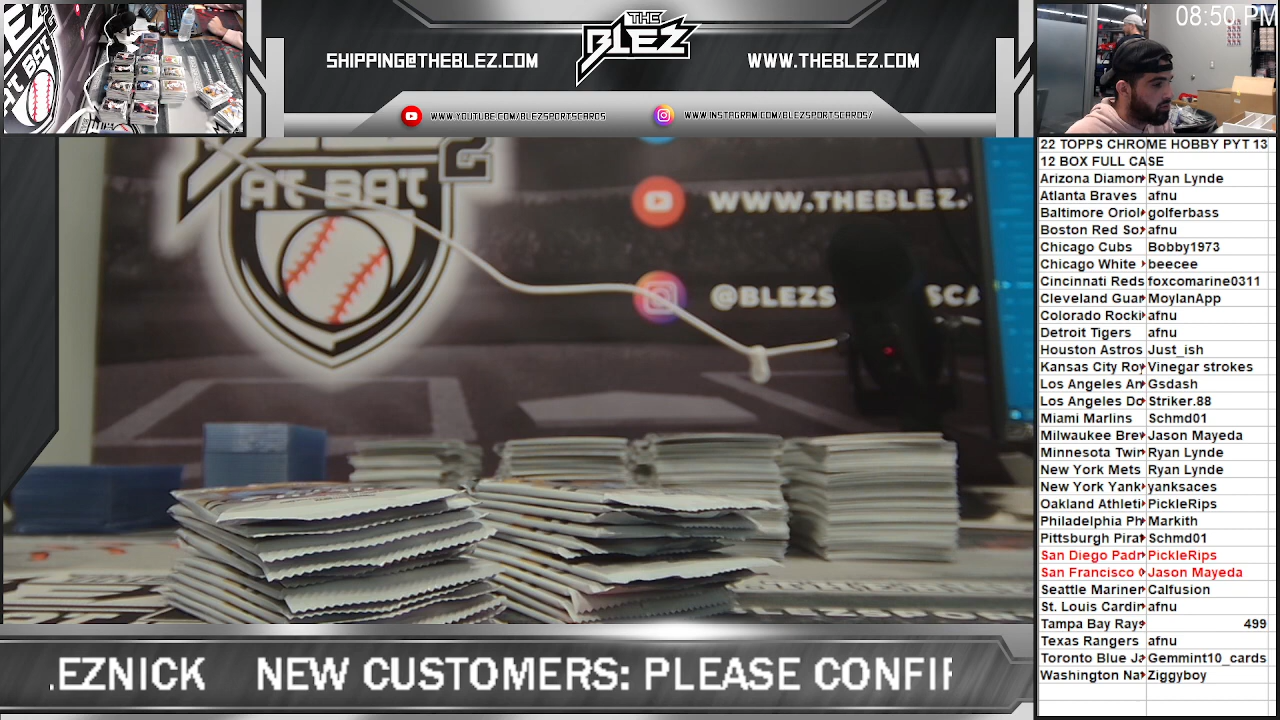 08:50 PM
THE
BLEZ
SHIPPING@THEBLEZ.COM
WWW.THEBLEZ.COM
WWW.YOUTUBE.COM/BLEZSPORTSCARDS
WWW.INSTAGRAM.COM/BLEZSPORTSCARDS/
AT BAT
WWW.THEBLEZ.
@BLEZS
SCA
22 TOPPS CHROME HOBBY PYT 13
12 BOX FULL CASE
Arizona Diamon Ryan Lynde
Atlanta Braves afnu
Baltimore Oriol golferbass
Boston Red So afnu
Chicago Cubs Bobby1973
Chicago White beecee
Cincinnati Reds foxcomarine0311
Cleveland Guar MoylanApp
Colorado Rocki afnu
Detroit Tigers afnu
Houston Astros Just_ish
Kansas City Roy Vinegar strokes
Los Angeles An Gsdash
Los Angeles Do Striker.88
Miami Marlins Schmd01
Milwaukee Brew Jason Mayeda
Minnesota Twin Ryan Lynde
New York Mets Ryan Lynde
New York Yank yanksaces
Oakland Athleti PickleRips
Philadelphia Ph Markith
Pittsburgh Pirat Schmd01
San Diego Padr PickleRips
San Francisco Jason Mayeda
Seattle Mariner Calfusion
St. Louis Cardin afnu
Tampa Bay Rays 499
Texas Rangers afnu
Toronto Blue Ja Gemmint10_cards
Washington Nat Ziggyboy
.EZNICK NEW CUSTOMERS: PLEASE CONFIR